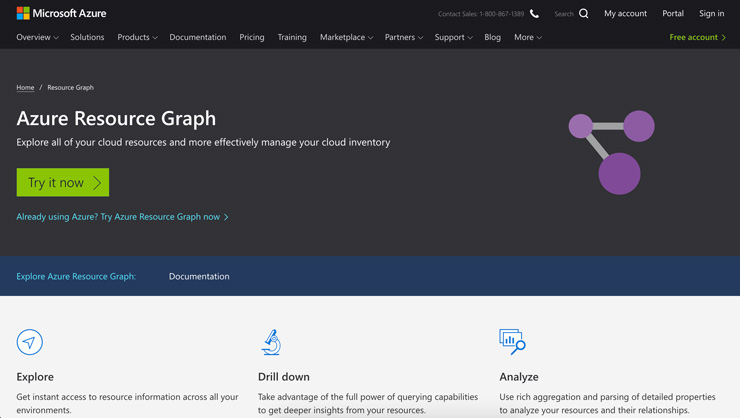 Microsoft Azure
Contact Sales: 1-800-867-1389 Search My account Portal Sign in
Overview Solutions Products Documentation Pricing Training Marketplace Partners Support Blog More Free account
Home / Resource Graph
Azure Resource Graph
Explore all of your cloud resources and more effectively manage your cloud inventory
Try it now
Already using Azure? Try Azure Resource Graph now
Explore Azure Resource Graph: Documentation
Explore
Get instant access to resource information across all your
environments.
Drill down
Take advantage of the full power of querying capabilities
to get deeper insights from your resources.
Analyze
Use rich aggregation and parsing of detailed properties
to analyze your resources and their relationships.